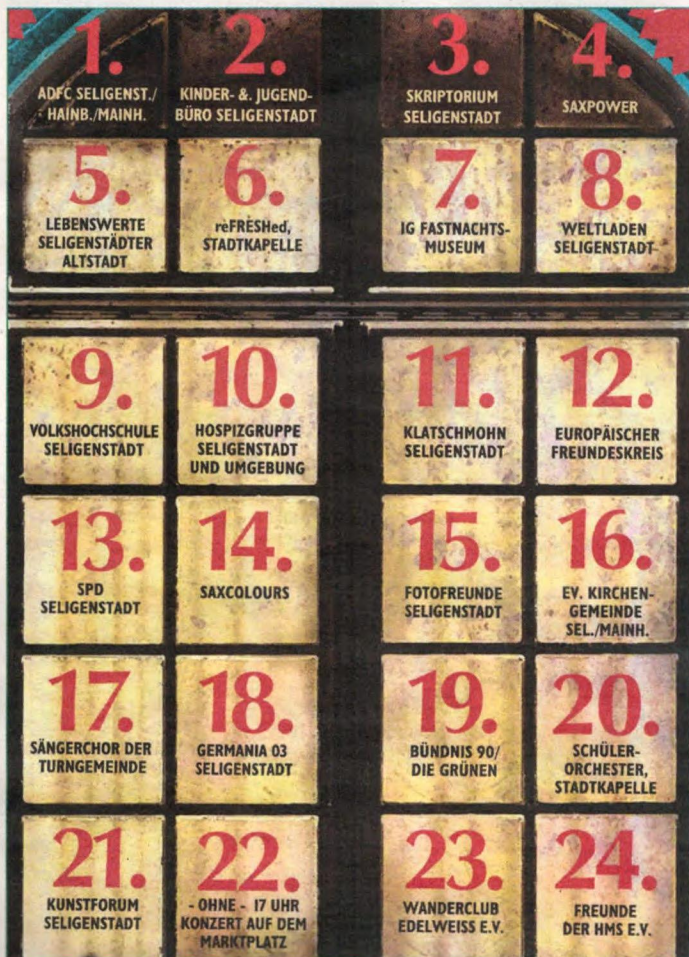 1.
ADFC SELIGENST./
HAINB./MAINH.
2.
KINDER- &. JUGEND-
BÜRO SELIGENSTADT
3.
SKRIPTORIUM
SELIGENSTADT
4.
SAXPOWER
5.
LEBENSWERTE
SELIGENSTÄDTER
ALTSTADT
6.
reFRESHed,
STADTKAPELLE
7.
IG FASTNACHTS-
MUSEUM
8.
WELTLADEN
SELIGENSTADT
9.
VOLKSHOCHSCHULE
SELIGENSTADT
10.
HOSPIZGRUPPE
SELIGENSTADT
UND UMGEBUNG
11.
KLATSCHMOHN
SELIGENSTADT
12.
EUROPÄISCHER
FREUNDESKREIS
13.
SPD
SELIGENSTADT
14.
SAXCOLOURS
15.
FOTOFREUNDE
SELIGENSTADT
16.
EV. KIRCHEN-
GEMEINDE
SEL./MAINH.
17.
SÄNGERCHOR DER
TURNGEMEINDE
18.
GERMANIA 03
SELIGENSTADT
19.
BÜNDNIS 90/
DIE GRÜNEN
20.
SCHÜLER-
ORCHESTER,
STADTKAPELLE
21.
KUNSTFORUM
SELIGENSTADT
22.
- OHNE - 17 UHR
KONZERT AUF DEM
MARKTPLATZ
23.
WANDERCLUB
EDELWEISS E.V.
24.
FREUNDE
DER HMS E.V.